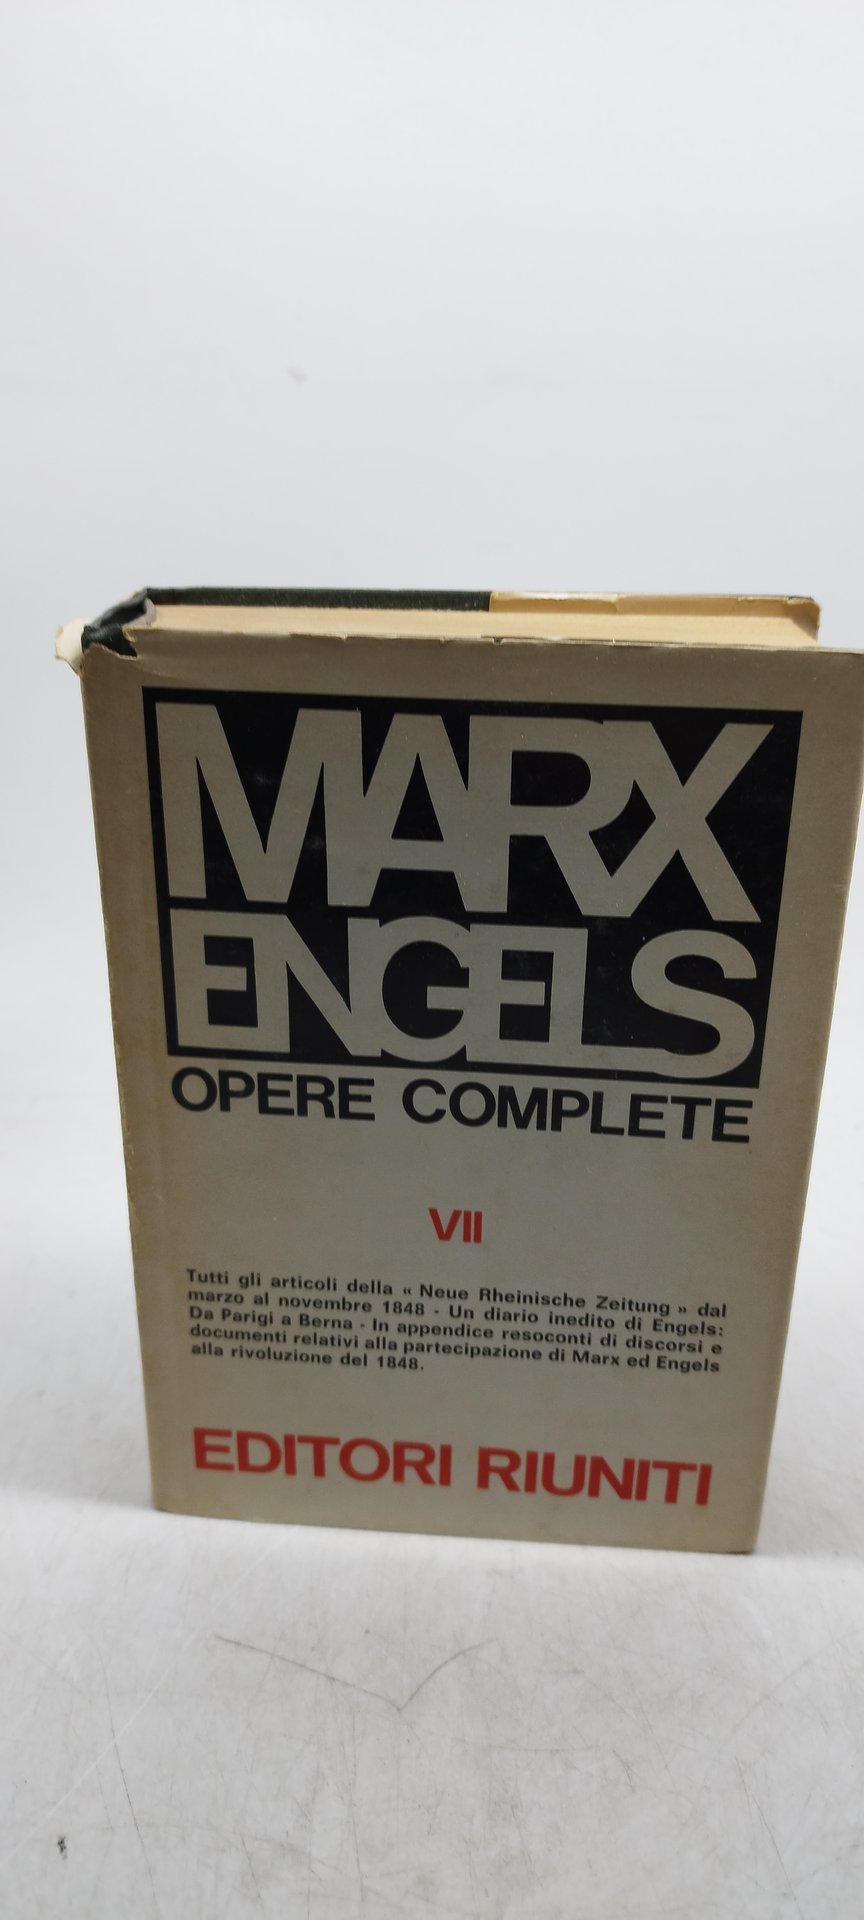 MARX
ENGELS
OPERE COMPLETE
VII
Tutti gli articoli della « Neue Rheinische Zeitung » dal
marzo al novembre 1848 - Un diario inedito di Engels:
Da Parigi a Berna - In appendice resoconti di discorsi e
documenti relativi alla partecipazione di Marx ed Engels
alla rivoluzione del 1848.
EDITORI RIUNITI